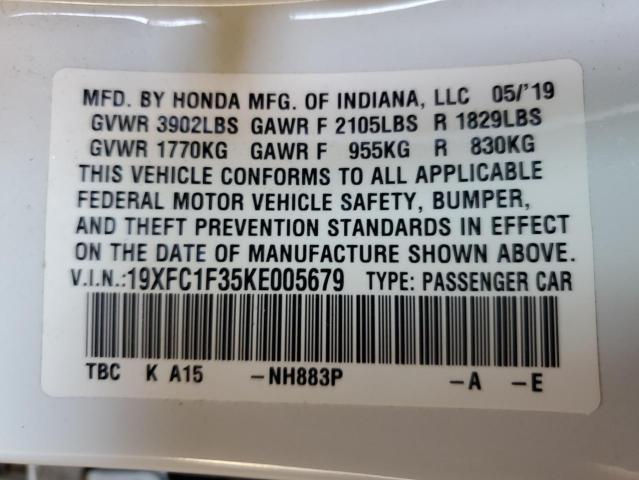 MFD. BY HONDA MFG. OF INDIANA, LLC 05/'19
GVWR 3902LBS GAWR F 2105LBS R 1829LBS
GVWR 1770KG GAWR F 955KG R 830KG
THIS VEHICLE CONFORMS TO ALL APPLICABLE
FEDERAL MOTOR VEHICLE SAFETY, BUMPER,
AND THEFT PREVENTION STANDARDS IN EFFECT
ON THE DATE OF MANUFACTURE SHOWN ABOVE.
V.I.N.:19XFC1F35KE005679 TYPE: PASSENGER CAR
TBC K A15 -NH883P -A -E